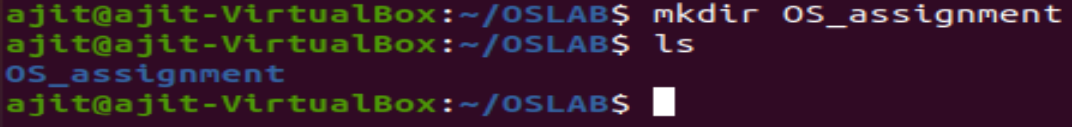 ajit@ajit-VirtualBox:~/OSLAB$ mkdir OS_assignment
ajit@ajit-VirtualBox:~/OSLAB$ ls
OS_assignment
ajit@ajit-VirtualBox:~/OSLAB$